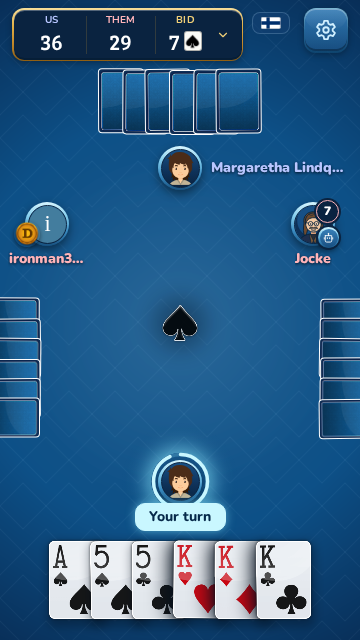 US THEM BID
36 29 7
Margaretha Lindq...
D i
7
ironman3...
Jocke
Your turn
A 5 5 K K K